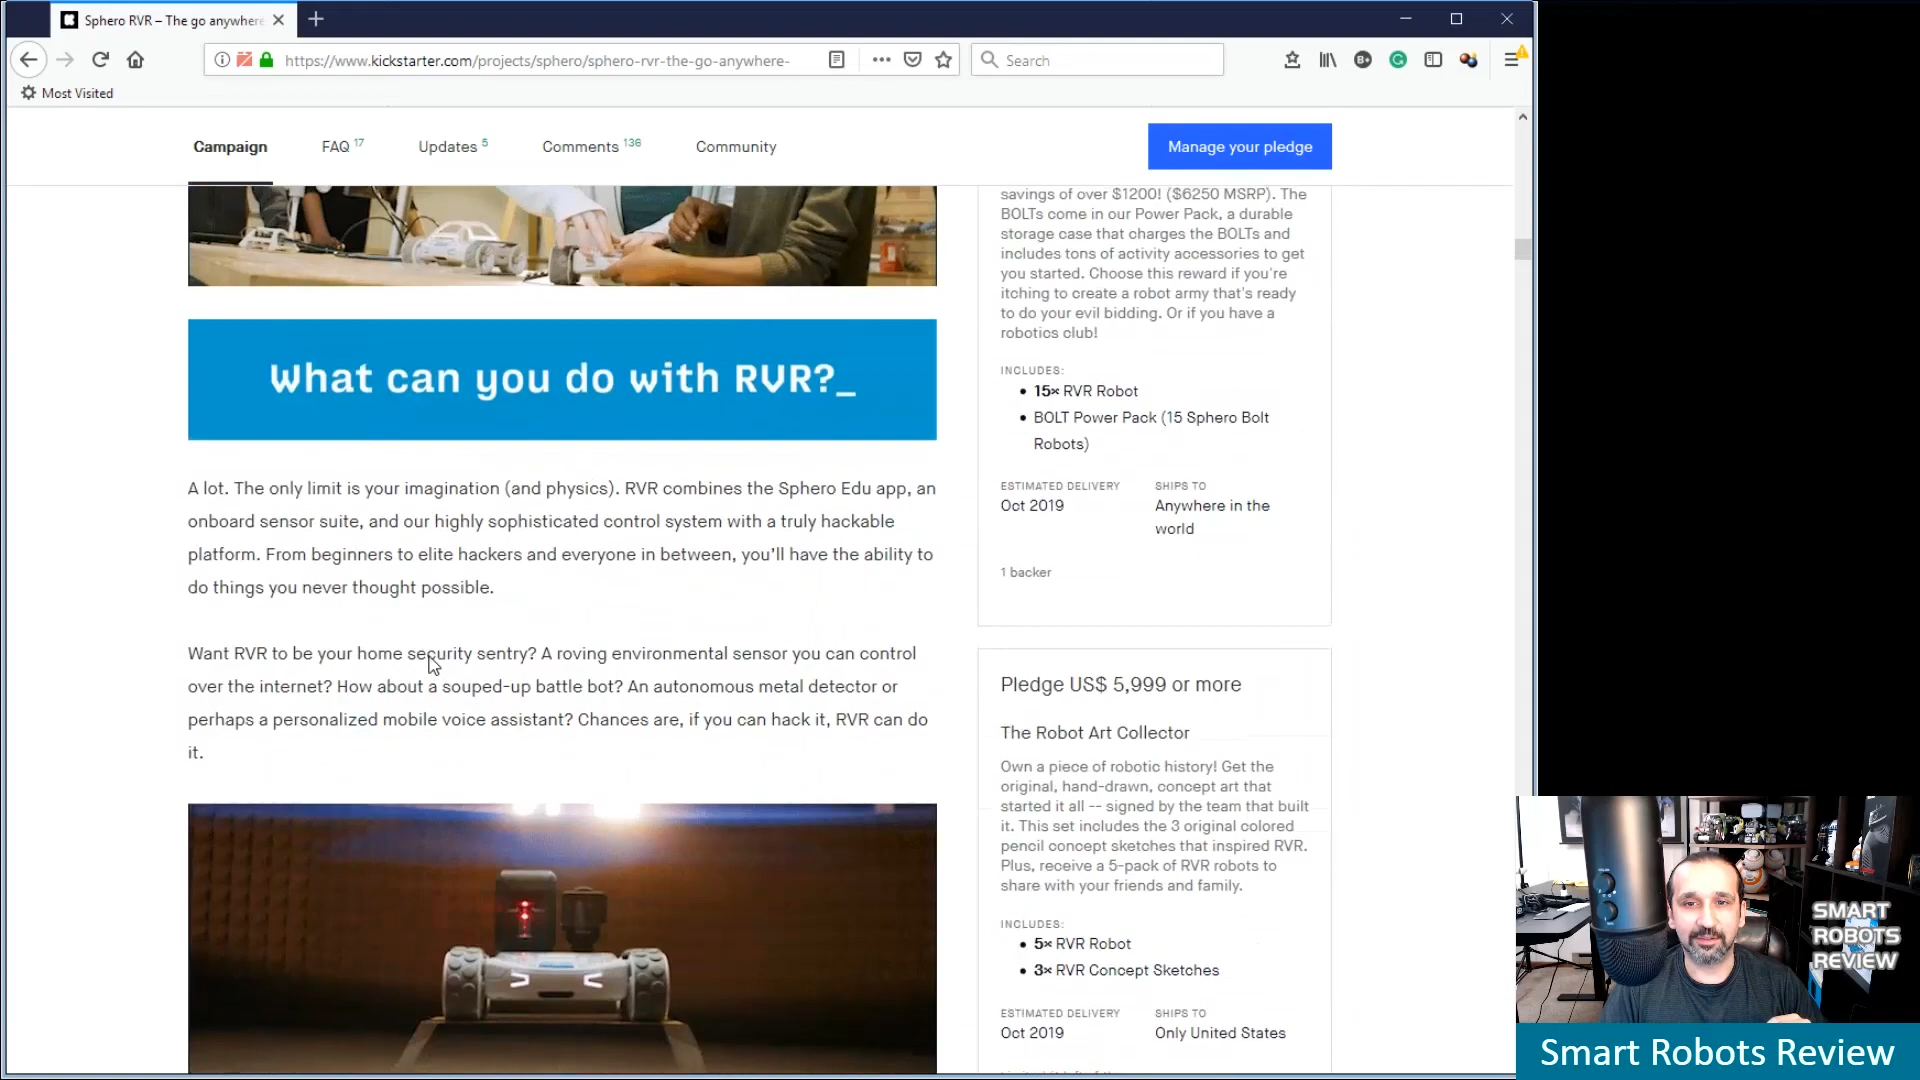 Sphero RVR – The go anywhere
https://www.kickstarter.com/projects/sphero/sphero-rvr-the-go-anywhere-
Search
Most Visited
Campaign
FAQ 17
Updates 5
Comments 136
Community
Manage your pledge
What can you do with RVR?_
A lot. The only limit is your imagination (and physics). RVR combines the Sphero Edu app, an
onboard sensor suite, and our highly sophisticated control system with a truly hackable
platform. From beginners to elite hackers and everyone in between, you'll have the ability to
do things you never thought possible.
Want RVR to be your home security sentry? A roving environmental sensor you can control
over the internet? How about a souped-up battle bot? An autonomous metal detector or
perhaps a personalized mobile voice assistant? Chances are, if you can hack it, RVR can do
it.
savings of over $1200! ($6250 MSRP). The
BOLTs come in our Power Pack, a durable
storage case that charges the BOLTs and
includes tons of activity accessories to get
you started. Choose this reward if you're
itching to create a robot army that's ready
to do your evil bidding. Or if you have a
robotics club!
INCLUDES:
15× RVR Robot
BOLT Power Pack (15 Sphero Bolt
Robots)
ESTIMATED DELIVERY
Oct 2019
SHIPS TO
Anywhere in the
world
1 backer
Pledge US$ 5,999 or more
The Robot Art Collector
Own a piece of robotic history! Get the
original, hand-drawn, concept art that
started it all -- signed by the team that built
it. This set includes the 3 original colored
pencil concept sketches that inspired RVR.
Plus, receive a 5-pack of RVR robots to
share with your friends and family.
INCLUDES:
5× RVR Robot
3× RVR Concept Sketches
ESTIMATED DELIVERY
Oct 2019
SHIPS TO
Only United States
SMART
ROBOTS
REVIEW
Smart Robots Review